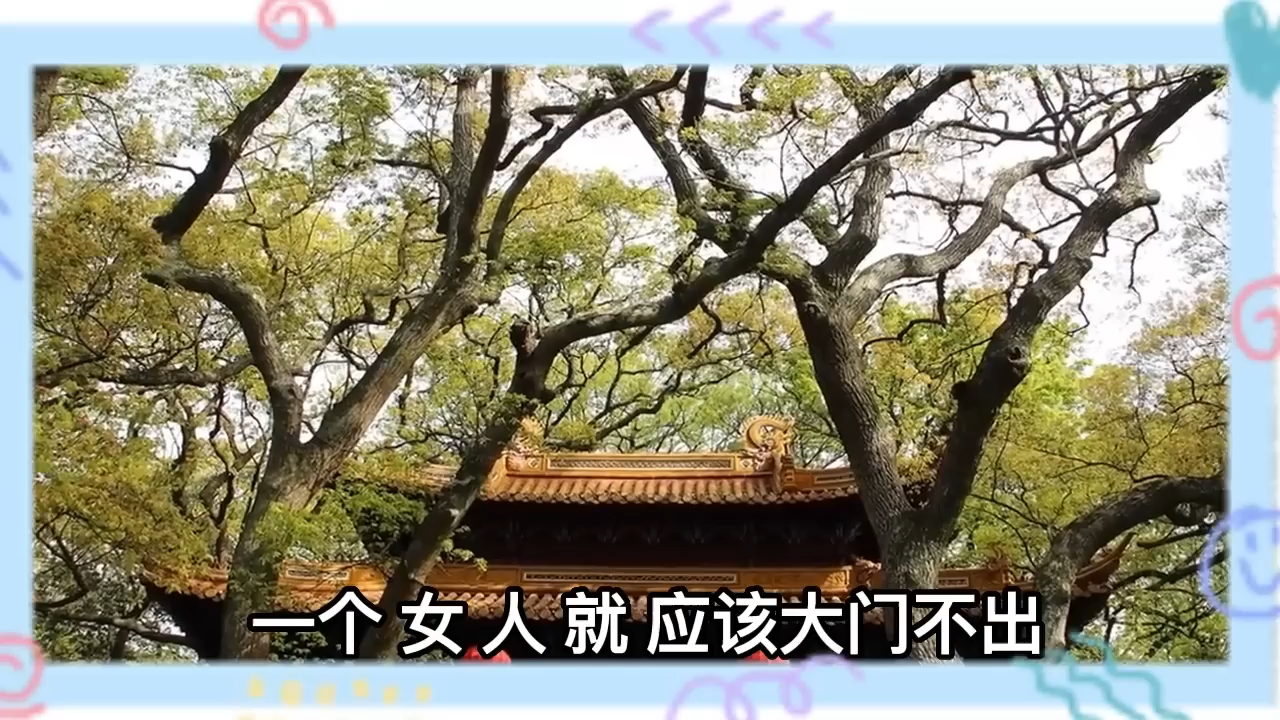 一个 女 人 就 应该大门不出